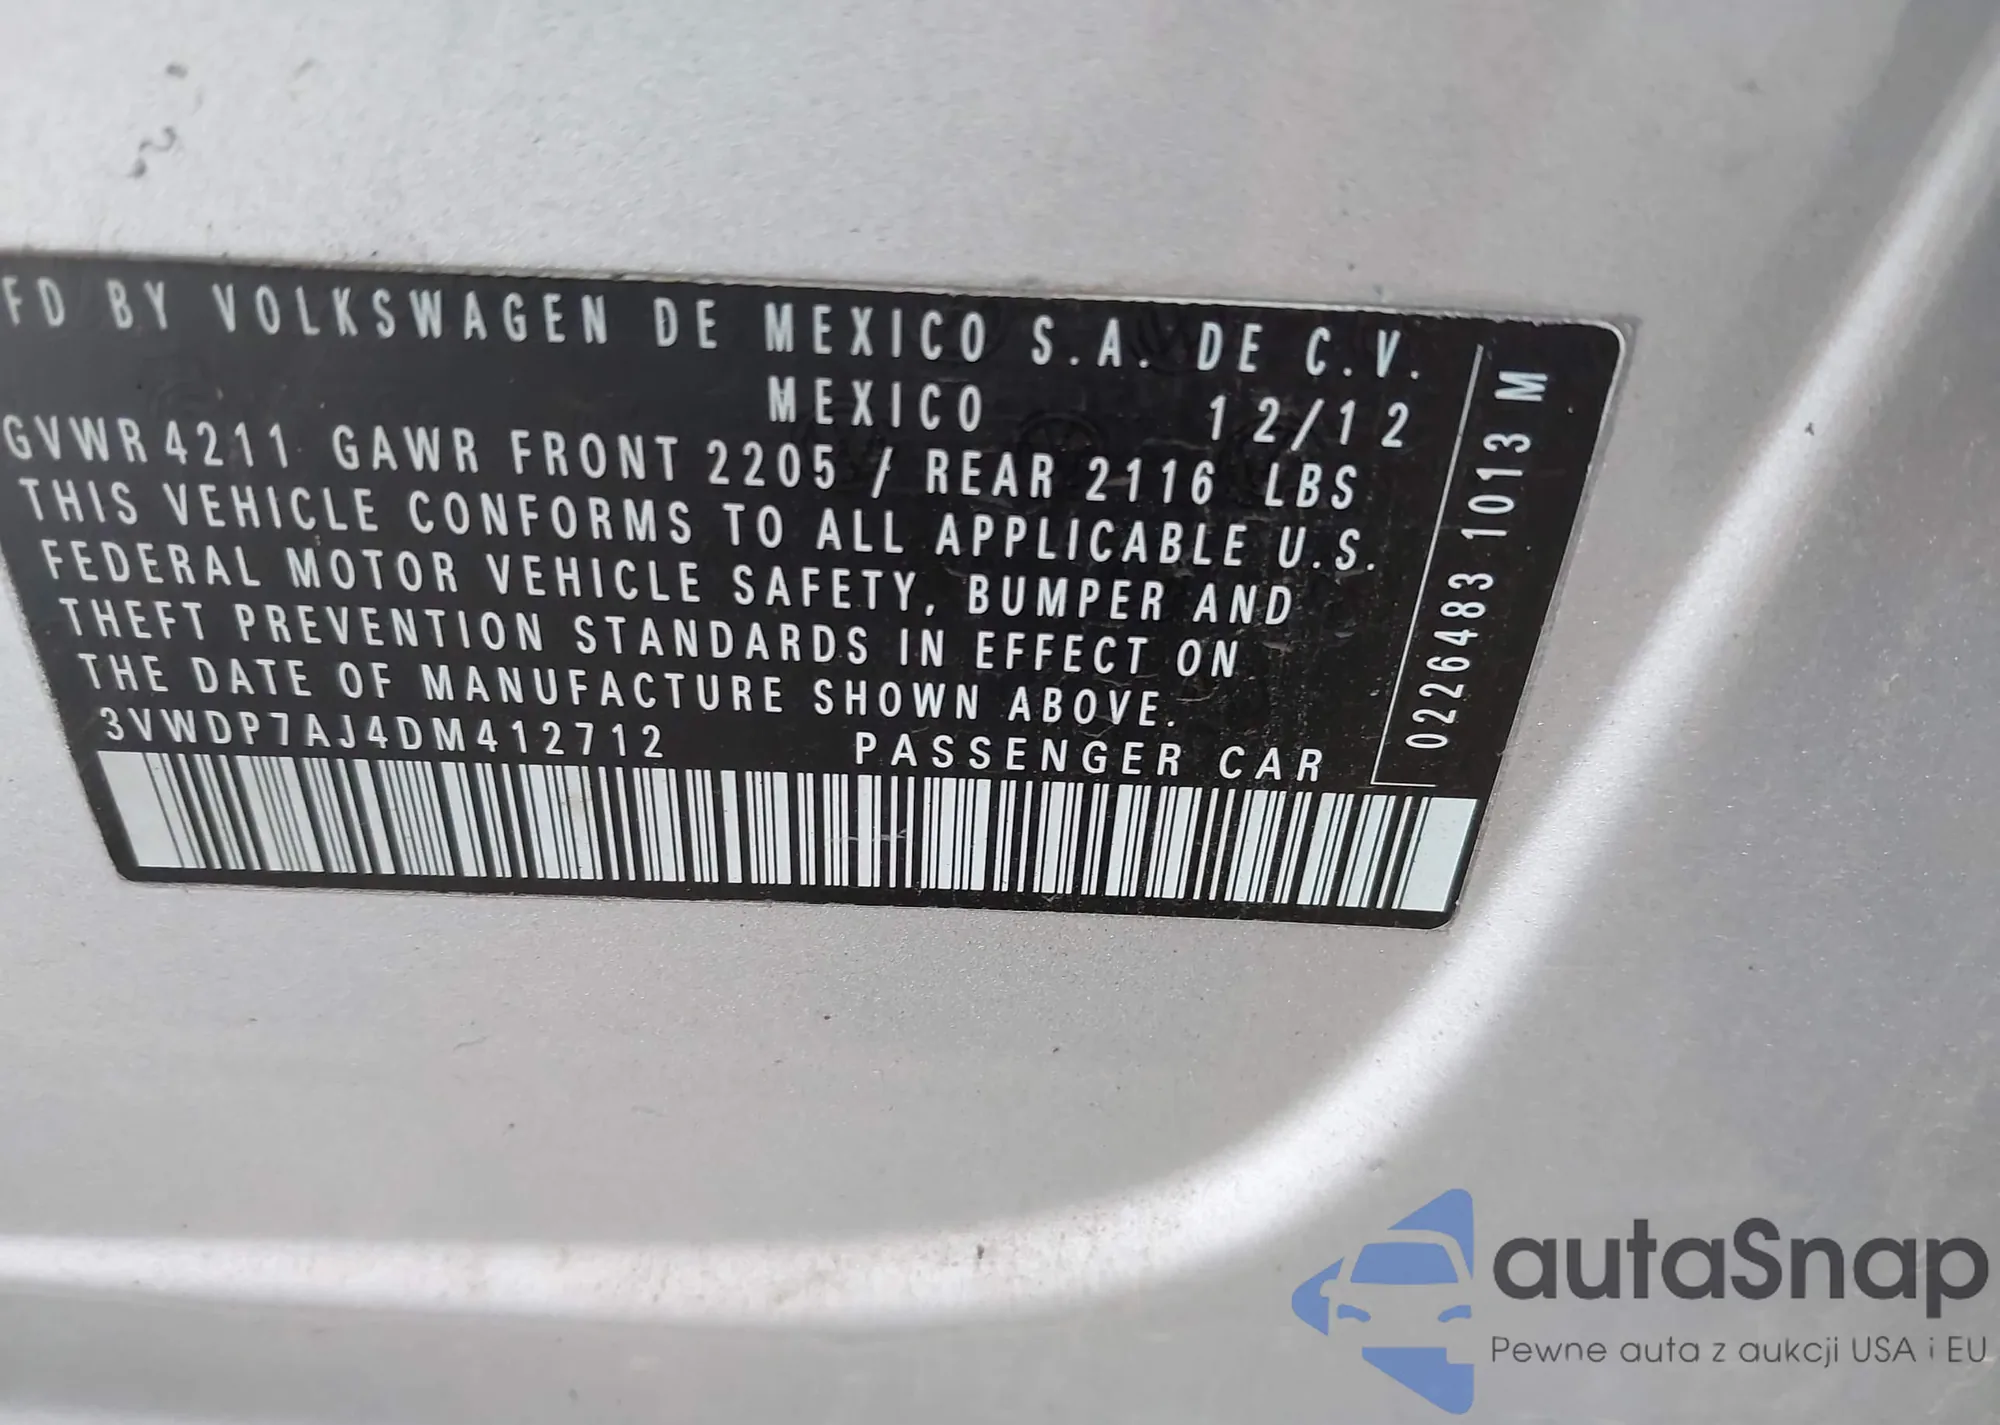 FD BY VOLKSWAGEN DE MEXICO S.A. DE C.V.
MEXICO 12/12
GVWR 4211 GAWR FRONT 2205 / REAR 2116 LBS
THIS VEHICLE CONFORMS TO ALL APPLICABLE U.S.
FEDERAL MOTOR VEHICLE SAFETY, BUMPER AND
THEFT PREVENTION STANDARDS IN EFFECT ON
THE DATE OF MANUFACTURE SHOWN ABOVE.
3VWDP7AJ4DM412712 PASSENGER CAR
0226483 1013 M
autaSnap
Pewne auta z aukcji USA i EU